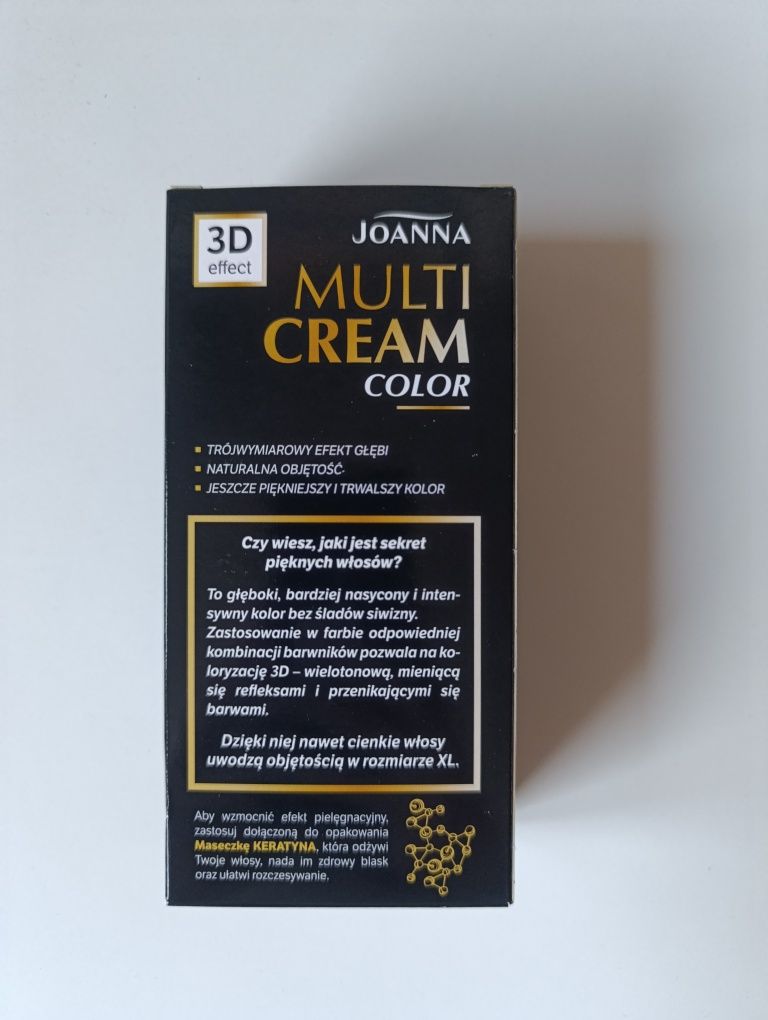 3D
effect
JOANNA
MULTI
CREAM
COLOR
▪ TRÓJWYMIAROWY EFEKT GŁĘBI
▪ NATURALNA OBJĘTOŚĆ
▪ JESZCZE PIĘKNIEJSZY I TRWALSZY KOLOR
Czy wiesz, jaki jest sekret
pięknych włosów?
To głęboki, bardziej nasycony i inten-
sywny kolor bez śladów siwizny.
Zastosowanie w farbie odpowiedniej
kombinacji barwników pozwala na ko-
loryzację 3D – wielotonową, mieniącą
się refleksami i przenikającymi się
barwami.
Dzięki niej nawet cienkie włosy
uwodzą objętością w rozmiarze XL.
Aby wzmocnić efekt pielęgnacyjny,
zastosuj dołączoną do opakowania
Maseczkę KERATYNA, która odżywi
Twoje włosy, nada im zdrowy blask
oraz ułatwi rozczesywanie.